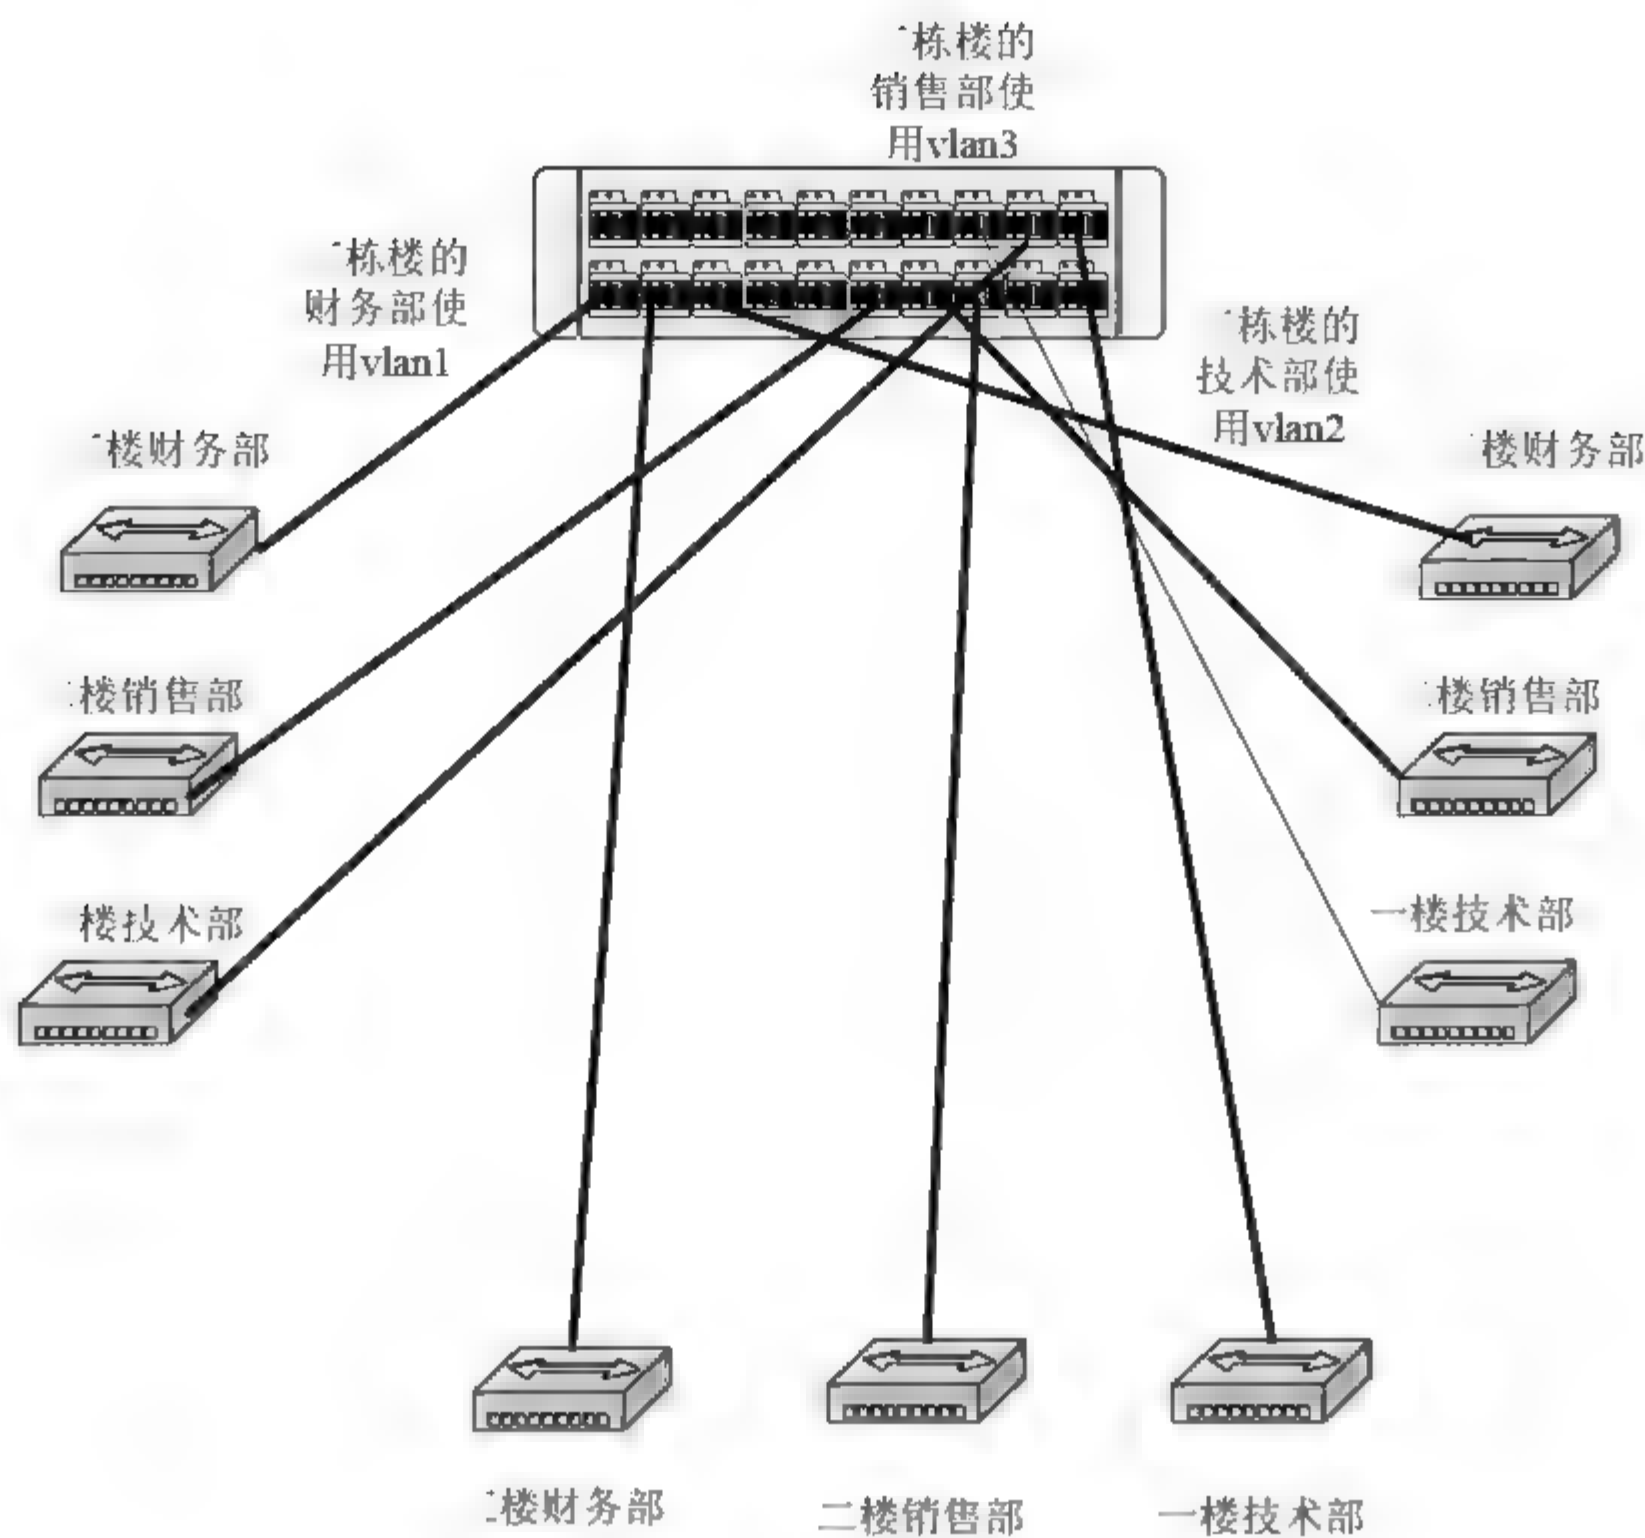 栋楼的
销售部使
用vlan3
栋楼的
财务部使
用vlan1
栋楼的
技术部使
用vlan2
楼财务部
楼财务部
楼销售部
楼销售部
楼技术部
一楼技术部
楼财务部
二楼销售部
一楼技术部